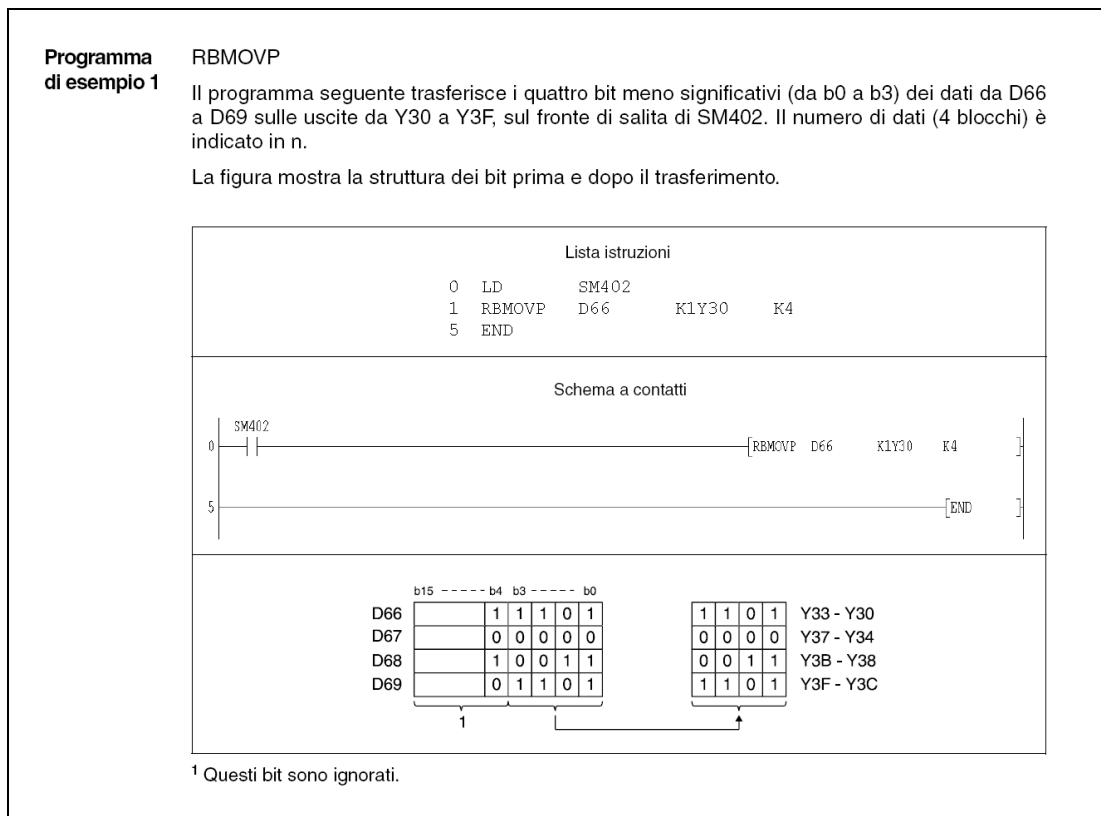 Programma
di esempio 1
RBMOVP
Il programma seguente trasferisce i quattro bit meno significativi (da b0 a b3) dei dati da D66
a D69 sulle uscite da Y30 a Y3F, sul fronte di salita di SM402. Il numero di dati (4 blocchi) è
indicato in n.
La figura mostra la struttura dei bit prima e dopo il trasferimento.
Lista istruzioni
0 LD SM402
1 RBMOVP D66 K1Y30 K4
5 END
Schema a contatti
SM402
0 [RBMOVP D66 K1Y30 K4 ]
5 [END ]
b15 ----- b4 b3 ----- b0
D66 1 1 1 0 1 1 1 0 1 Y33 - Y30
D67 0 0 0 0 0 0 0 0 0 Y37 - Y34
D68 1 0 0 1 1 0 0 1 1 Y3B - Y38
D69 0 1 1 0 1 1 1 0 1 Y3F - Y3C
1
1 Questi bit sono ignorati.